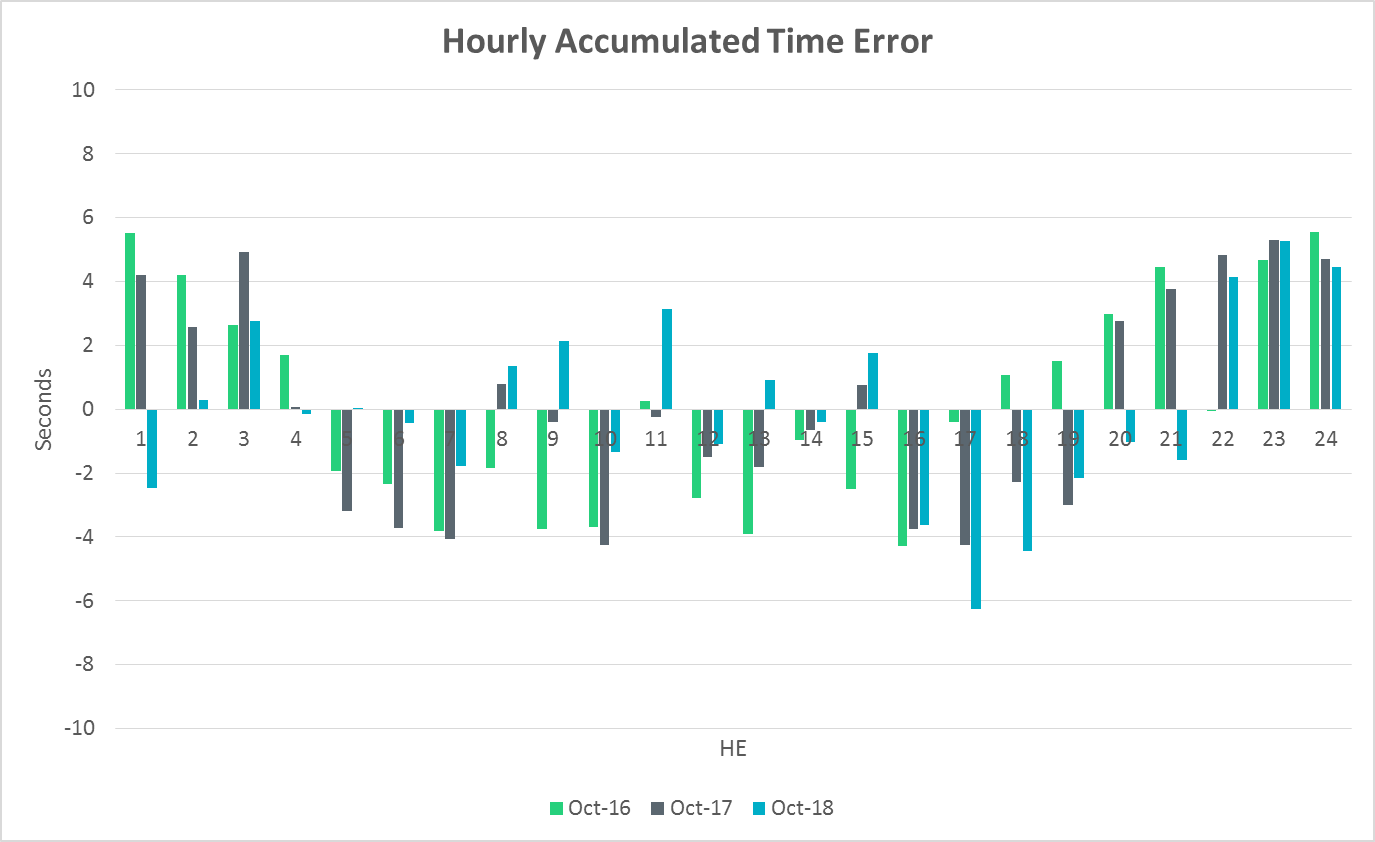 Hourly Accumulated Time Error
10
8
6
4
2
0
-2
-4
-6
-8
-10
Seconds
1 2 3 4 5 6 7 8 9 10 11 12 13 14 15 16 17 18 19 20 21 22 23 24
HE
Oct-16 Oct-17 Oct-18